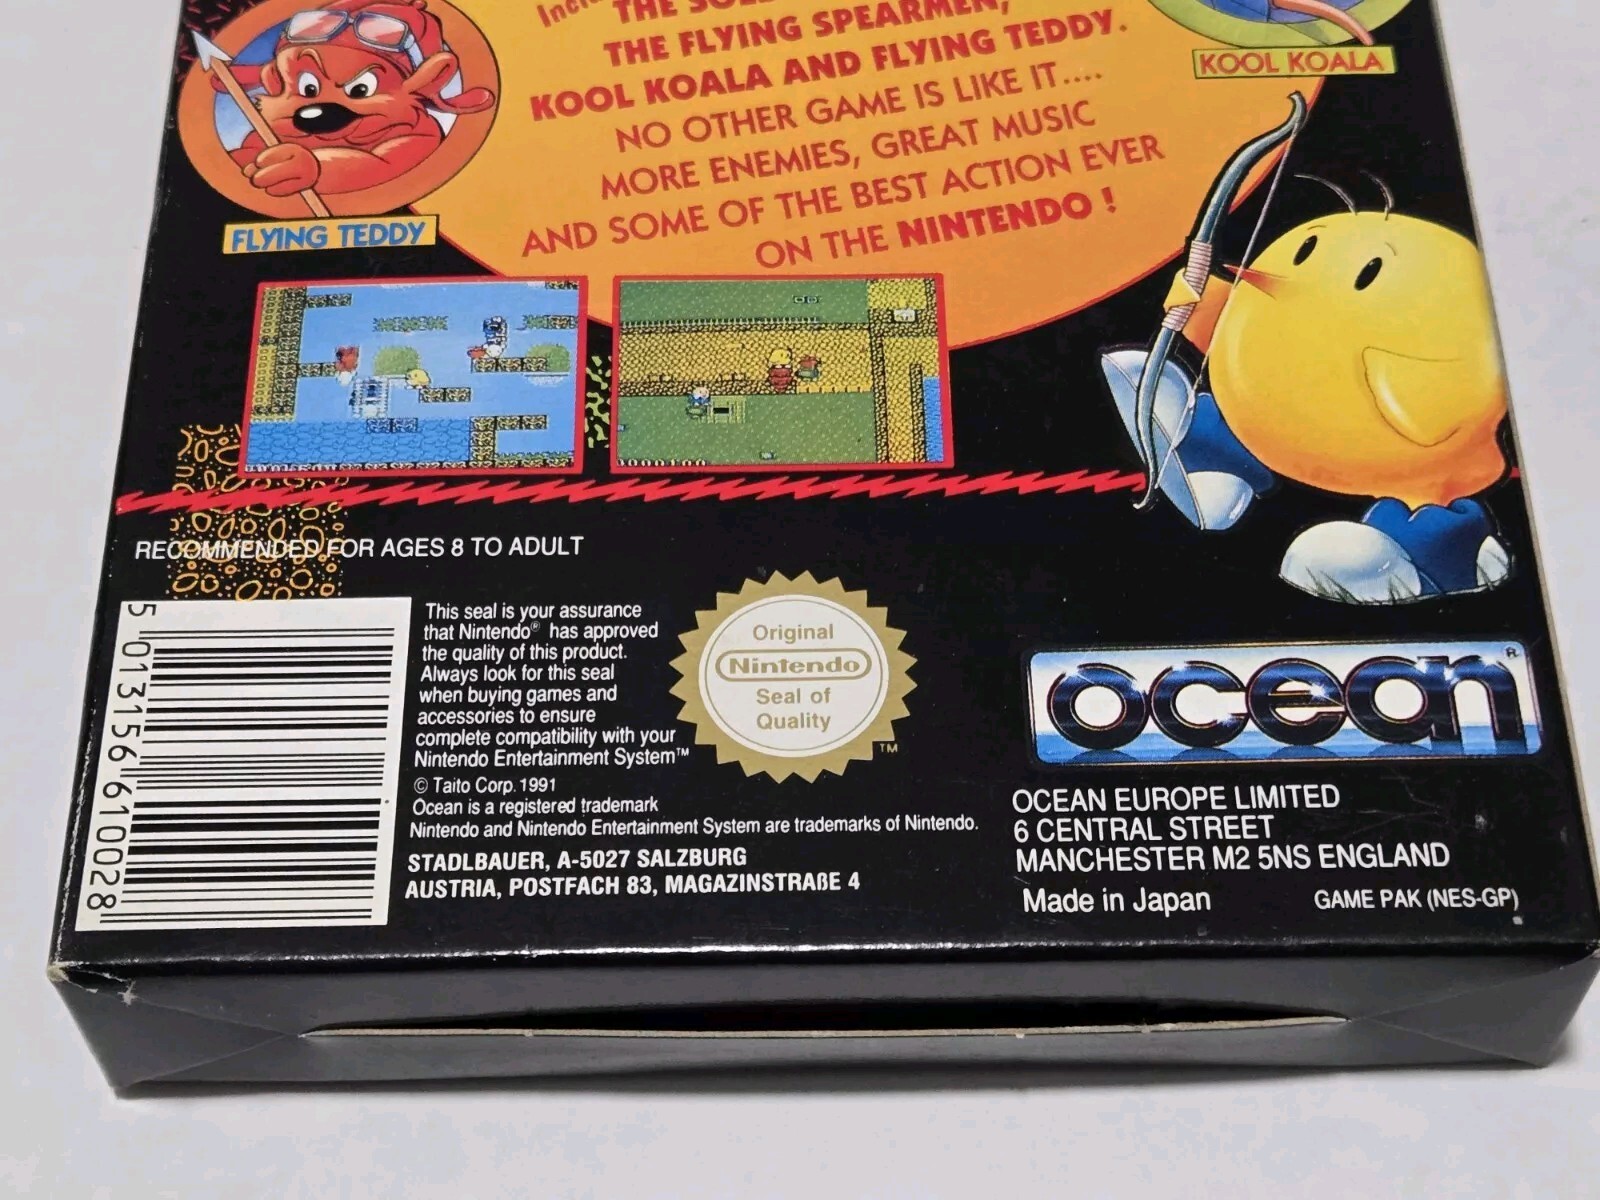 THE FLYING SPEARMEN,
KOOL KOALA AND FLYING TEDDY.
NO OTHER GAME IS LIKE IT....
MORE ENEMIES, GREAT MUSIC
AND SOME OF THE BEST ACTION EVER
ON THE NINTENDO !
KOOL KOALA
FLYING TEDDY
RECOMMENDED FOR AGES 8 TO ADULT
5 013156 610028
This seal is your assurance
that Nintendo® has approved
the quality of this product.
Always look for this seal
when buying games and
accessories to ensure
complete compatibility with your
Nintendo Entertainment System™
© Taito Corp. 1991
Ocean is a registered trademark
Nintendo and Nintendo Entertainment System are trademarks of Nintendo.
STADLBAUER, A-5027 SALZBURG
AUSTRIA, POSTFACH 83, MAGAZINSTRAßE 4
Original
Nintendo
Seal of
Quality
TM
ocean®
OCEAN EUROPE LIMITED
6 CENTRAL STREET
MANCHESTER M2 5NS ENGLAND
Made in Japan
GAME PAK (NES-GP)